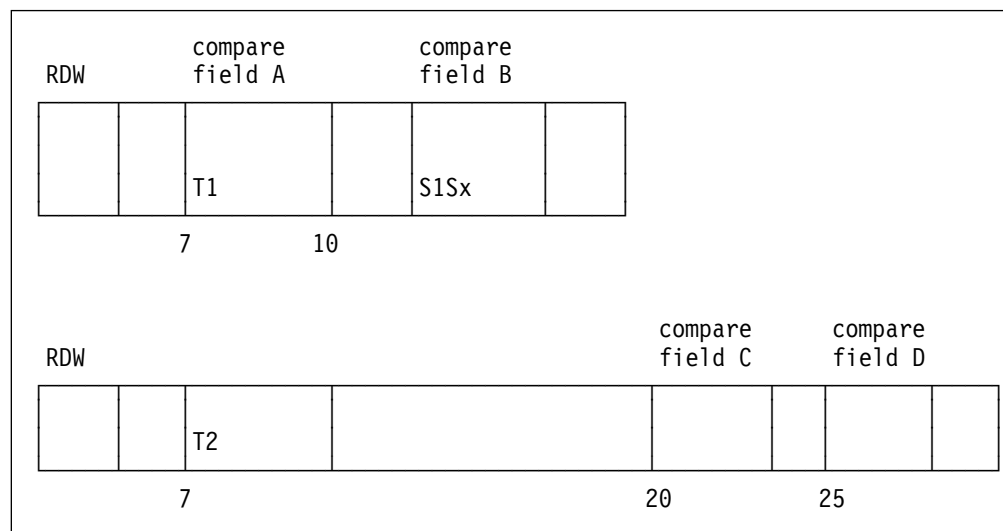 compare compare
RDW field A field B
T1 S1Sx
7 10
compare compare
RDW field C field D
T2
7 20 25